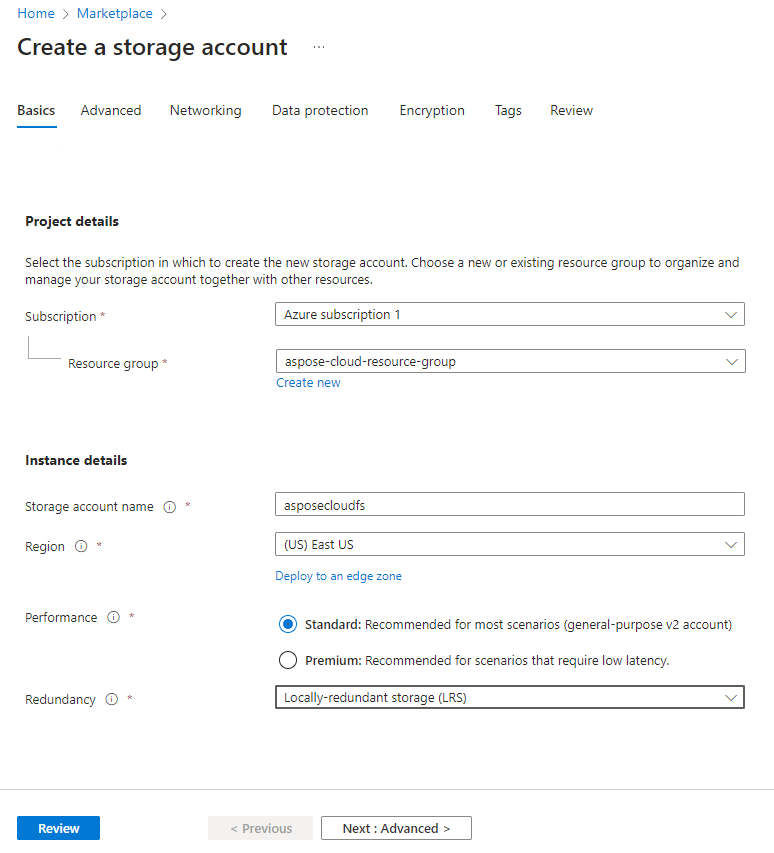 Home > Marketplace >
Create a storage account ...
Basics Advanced Networking Data protection Encryption Tags Review
Project details
Select the subscription in which to create the new storage account. Choose a new or existing resource group to organize and
manage your storage account together with other resources.
Subscription * Azure subscription 1
Resource group * aspose-cloud-resource-group
Create new
Instance details
Storage account name * asposecloudfs
Region * (US) East US
Deploy to an edge zone
Performance * Standard: Recommended for most scenarios (general-purpose v2 account)
Premium: Recommended for scenarios that require low latency.
Redundancy * Locally-redundant storage (LRS)
Review < Previous Next : Advanced >